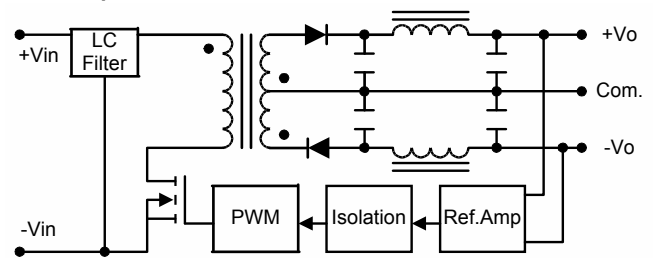 +Vin
LC
Filter
+Vo
Com.
-Vo
-Vin
PWM
Isolation
Ref.Amp